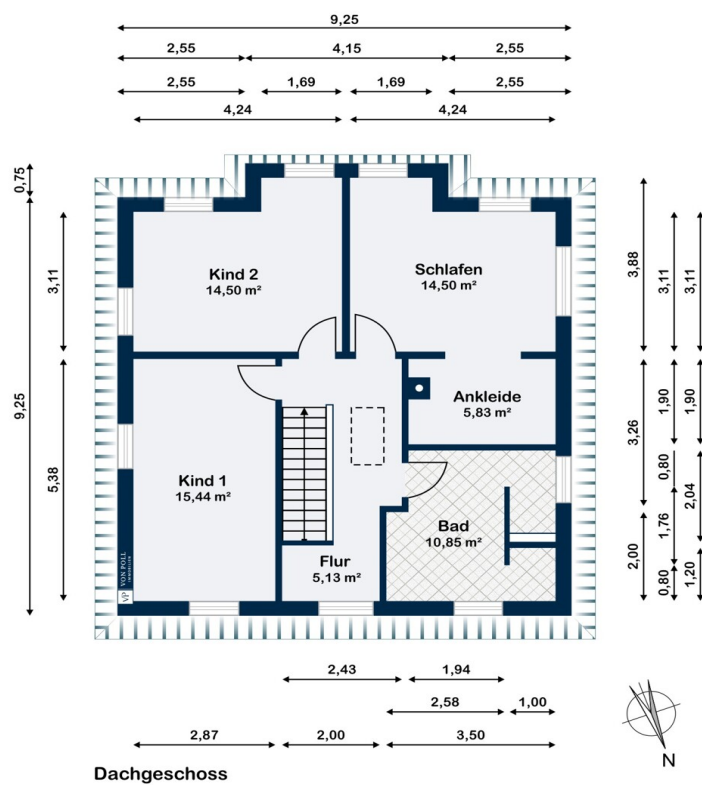 9,25
2,55 4,15 2,55
2,55 1,69 1,69 2,55
4,24 4,24
0,75
9,25
3,11
5,38
Kind 2
14,50 m²
Schlafen
14,50 m²
Ankleide
5,83 m²
Kind 1
15,44 m²
Bad
10,85 m²
Flur
5,13 m²
VP VON POLL
IMMOBILIEN
3,88
3,26
2,00
3,11
1,90
0,80
1,76
0,80
3,11
1,90
2,04
1,20
2,43 1,94
2,58 1,00
2,87 2,00 3,50
N
Dachgeschoss